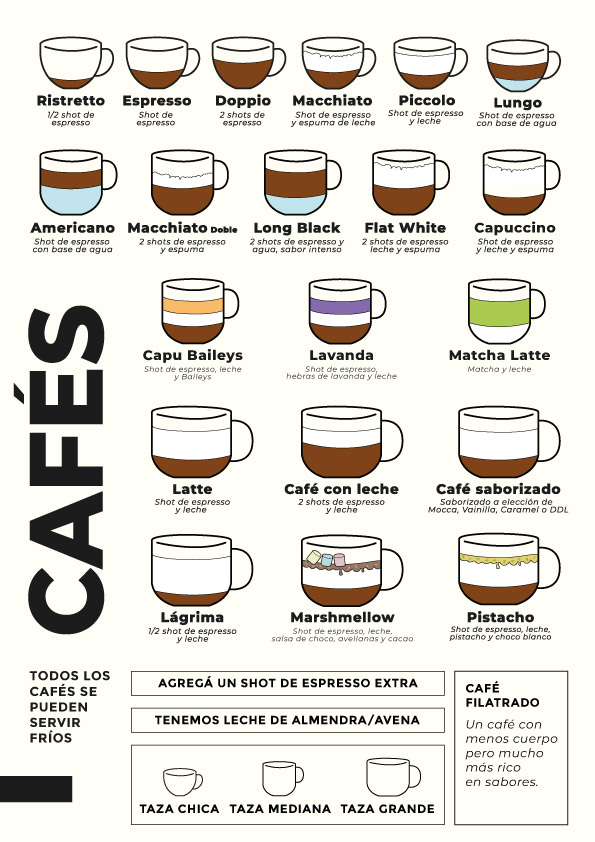 Ristretto
1/2 shot de
espresso
Espresso
Shot de
espresso
Doppio
2 shots de
espresso
Macchiato
Shot de espresso
y espuma de leche
Piccolo
Shot de espresso
y leche
Lungo
Shot de espresso
con base de agua
Americano
Shot de espresso
con base de agua
Macchiato Doble
2 shots de espresso
y espuma
Long Black
2 shots de espresso y
agua, sabor intenso
Flat White
2 shots de espresso
leche y espuma
Capuccino
Shot de espresso
y leche y espuma
CAFÉS
Capu Baileys
Shot de espresso, leche
y Baileys
Lavanda
Shot de espresso,
hebras de lavanda y leche
Matcha Latte
Matcha y leche
Latte
Shot de espresso
y leche
Café con leche
2 shots de espresso
y leche
Café saborizado
Saborizado a elección de
Mocca, Vainilla, Caramel o DDL
Lágrima
1/2 shot de espresso
y leche
Marshmellow
Shot de espresso, leche,
salsa de choco, avellanas y cacao
Pistacho
Shot de espresso, leche,
pistacho y choco blanco
TODOS LOS
CAFÉS SE
PUEDEN
SERVIR
FRÍOS
AGREGÁ UN SHOT DE ESPRESSO EXTRA
TENEMOS LECHE DE ALMENDRA/AVENA
TAZA CHICA
TAZA MEDIANA
TAZA GRANDE
CAFÉ
FILATRADO
Un café con
menos cuerpo
pero mucho
más rico
en sabores.